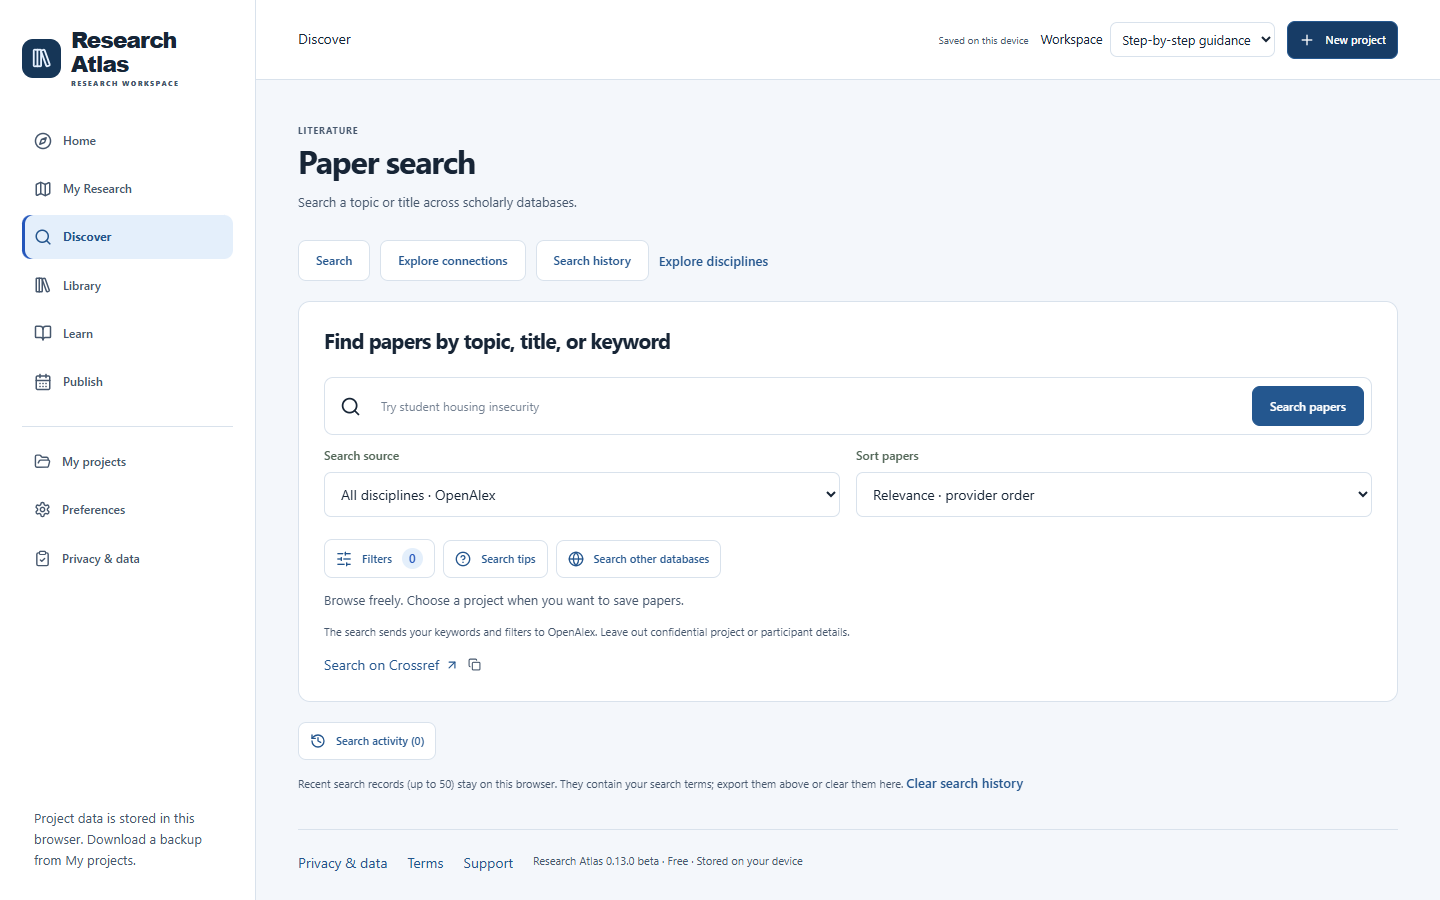 Research
Atlas
RESEARCH WORKSPACE
Home
My Research
Discover
Library
Learn
Publish
My projects
Preferences
Privacy & data
Project data is stored in this
browser. Download a backup
from My projects.
Discover
Saved on this device
Workspace
Step-by-step guidance
New project
LITERATURE
Paper search
Search a topic or title across scholarly databases.
Search
Explore connections
Search history
Explore disciplines
Find papers by topic, title, or keyword
Try student housing insecurity
Search papers
Search source
Sort papers
All disciplines · OpenAlex
Relevance · provider order
Filters 0
Search tips
Search other databases
Browse freely. Choose a project when you want to save papers.
The search sends your keywords and filters to OpenAlex. Leave out confidential project or participant details.
Search on Crossref
Search activity (0)
Recent search records (up to 50) stay on this browser. They contain your search terms; export them above or clear them here. Clear search history
Privacy & data
Terms
Support
Research Atlas 0.13.0 beta · Free · Stored on your device